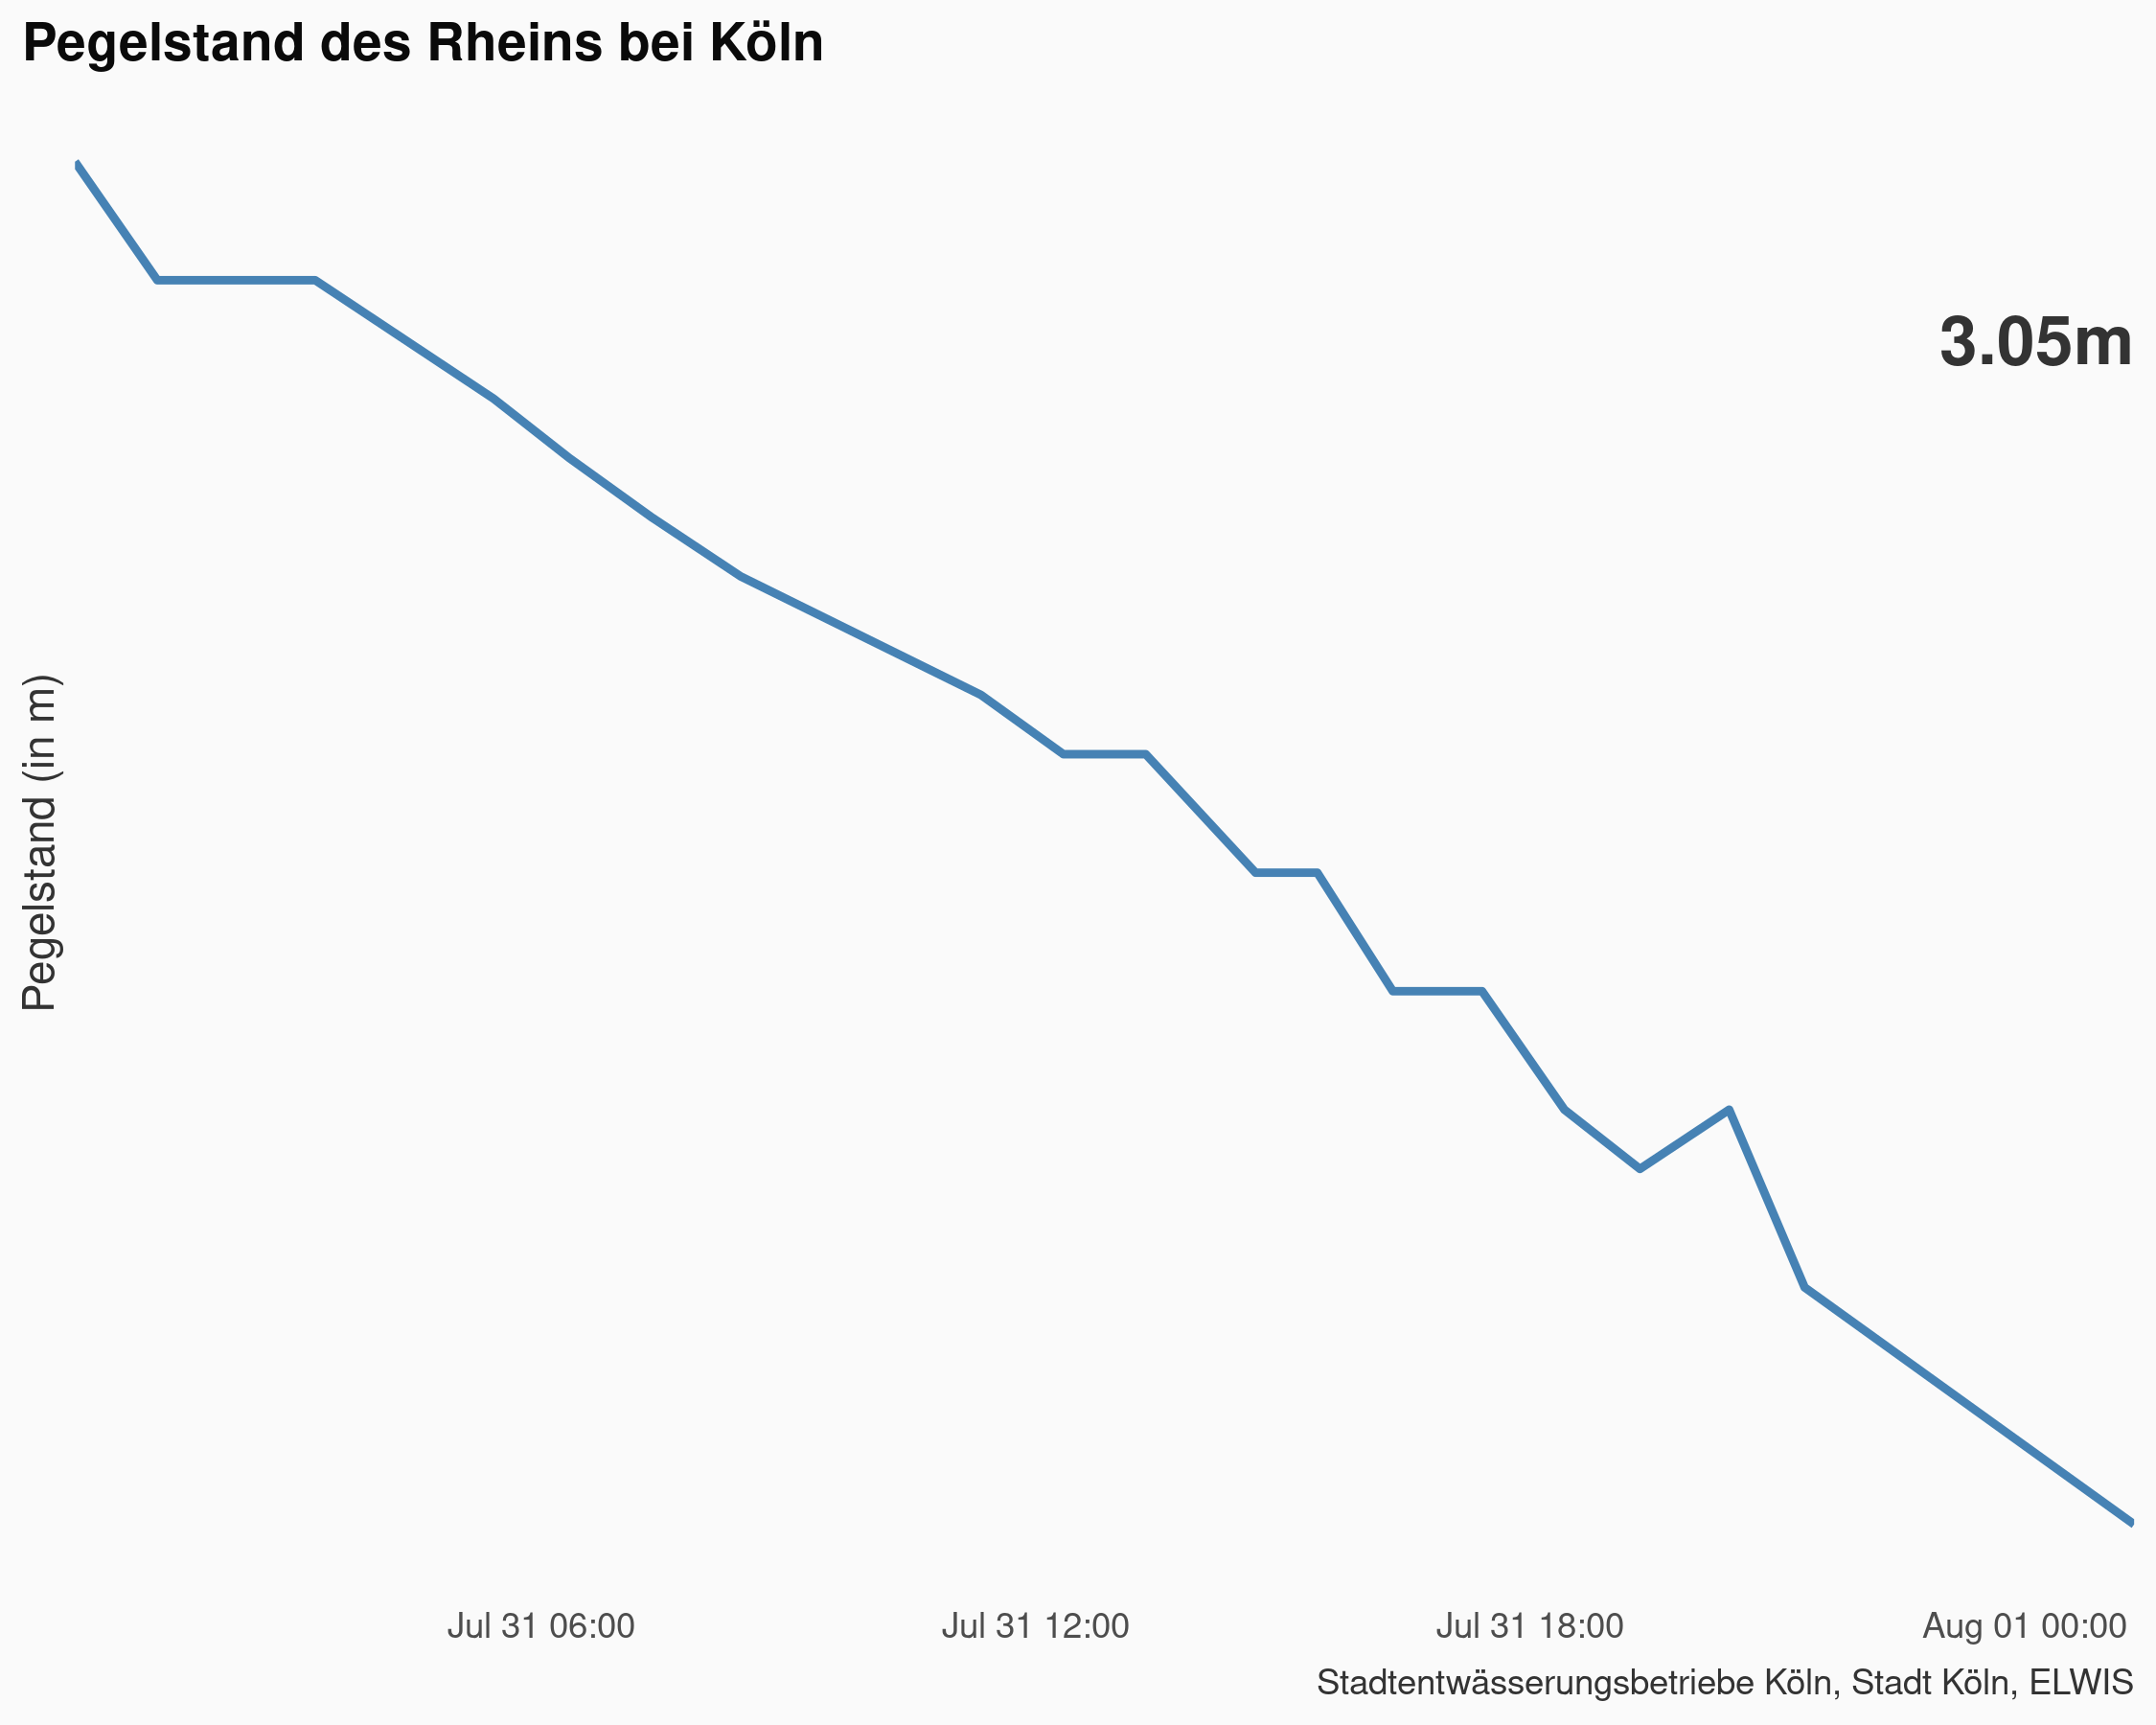 Pegelstand des Rheins bei Köln
3.05m
Pegelstand (in m)
Jul 31 06:00
Jul 31 12:00
Jul 31 18:00
Aug 01 00:00
Stadtentwässerungsbetriebe Köln, Stadt Köln, ELWIS